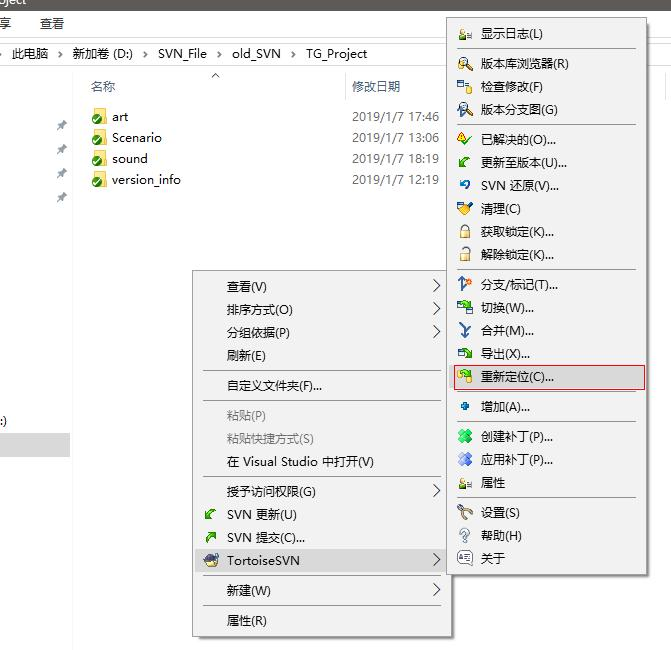 oject
享
查看
此电脑 › 新加卷 (D:) › SVN_File › old_SVN › TG_Project
名称
修改日期
art 2019/1/7 17:46
Scenario 2019/1/7 13:06
sound 2019/1/7 18:19
version_info 2019/1/7 12:19
:)
查看(V)
排序方式(O)
分组依据(P)
刷新(E)
自定义文件夹(F)...
粘贴(P)
粘贴快捷方式(S)
在 Visual Studio 中打开(V)
授予访问权限(G)
SVN 更新(U)
SVN 提交(C)...
TortoiseSVN
新建(W)
属性(R)
显示日志(L)
版本库浏览器(R)
检查修改(F)
版本分支图(G)
已解决的(O)...
更新至版本(U)...
SVN 还原(V)...
清理(C)
获取锁定(K)...
解除锁定(K)...
分支/标记(T)...
切换(W)...
合并(M)...
导出(X)...
重新定位(C)...
增加(A)...
创建补丁(P)...
应用补丁(P)...
属性
设置(S)
帮助(H)
关于